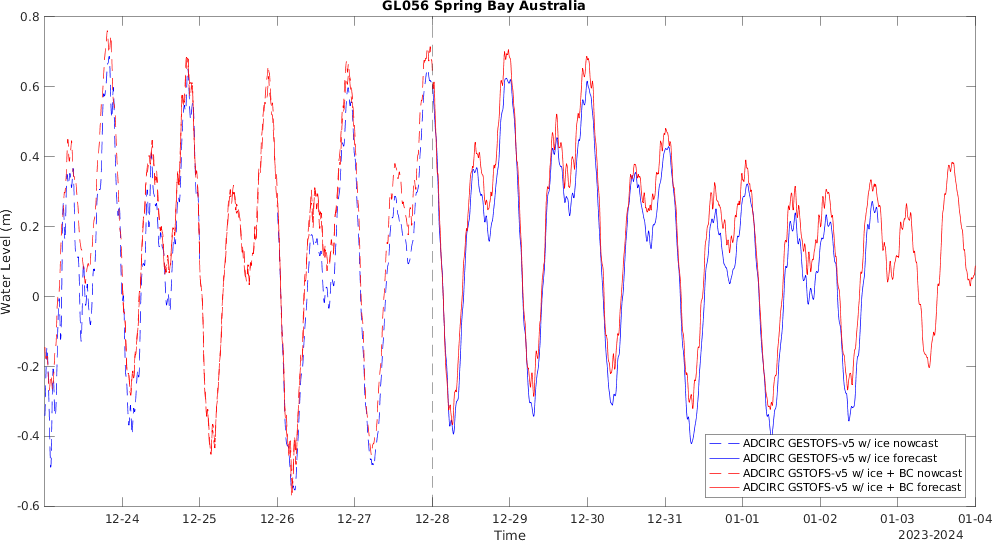 GL056 Spring Bay Australia
0.8
0.6
0.4
0.2
0
-0.2
-0.4
-0.6
Water Level (m)
12-24 12-25 12-26 12-27 12-28 12-29 12-30 12-31 01-01 01-02 01-03 01-04
Time
2023-2024
ADCIRC GESTOFS-v5 w/ ice nowcast
ADCIRC GESTOFS-v5 w/ ice forecast
ADCIRC GSTOFS-v5 w/ ice + BC nowcast
ADCIRC GSTOFS-v5 w/ ice + BC forecast